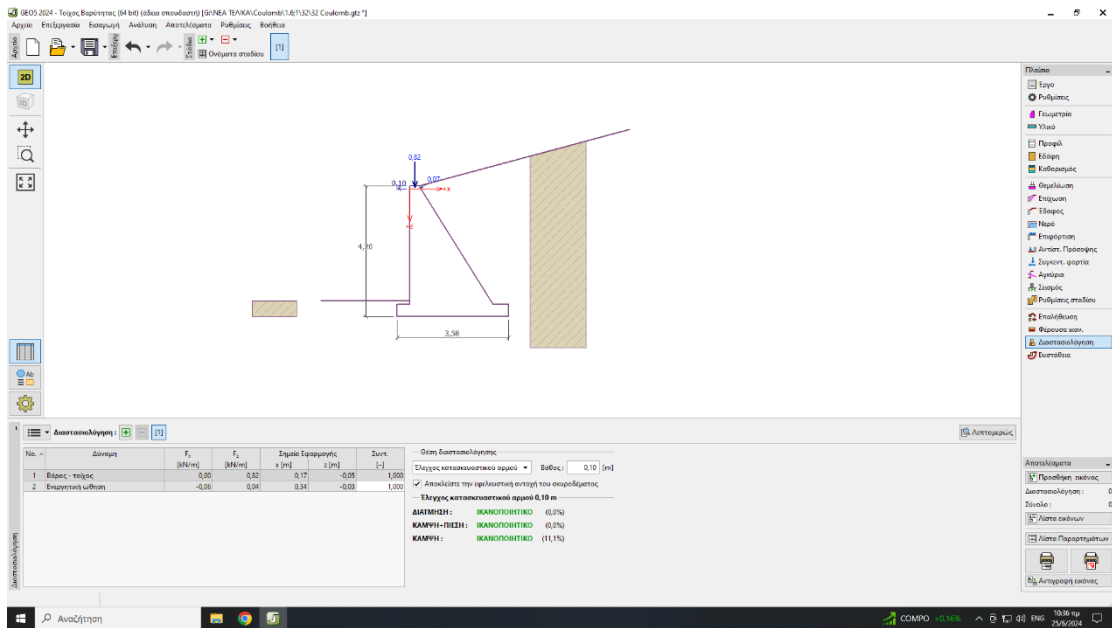 GEO5 2024 - Τοίχος Βαρύτητας (64 bit) (άδεια σπουδαστή) [G:\ΝΕΑ ΤΕΛΙΚΑ\Coulomb\1.6;1\32\32 Coulomb.gtz *]
Αρχείο Επεξεργασία Εισαγωγή Ανάλυση Αποτελέσματα Ρυθμίσεις Βοήθεια
Αρχείο
Επεξεργ
Στάδιο
Ονόματα σταδίου
[1]
2D
3D
0,82
0,10
0,07
+x
+z
4,20
3,58
Πλαίσιο
Έργο
Ρυθμίσεις
Γεωμετρία
Υλικό
Προφίλ
Εδάφη
Καθορισμός
Θεμελίωση
Επίχωση
Έδαφος
Νερό
Επιφόρτιση
Αντίστ. Πρόσοψης
Συγκεντ. φορτία
Αγκύρια
Σεισμός
Ρυθμίσεις σταδίου
Επαλήθευση
Φέρουσα ικαν.
Διαστασιολόγηση
Ευστάθεια
Διαστασιολόγηση : [1]
Λεπτομερώς
No. Δύναμη Fx Fz Σημείο Εφαρμογής Συντ.
[kN/m] [kN/m] x [m] z [m] [-]
1 Βάρος - τοίχος 0,00 0,82 0,17 -0,05 1,000
2 Ενεργητική ώθηση -0,06 0,04 0,34 -0,03 1,000
Θέση διαστασιολόγησης
Έλεγχος κατασκευαστικού αρμού Βάθος : 0,10 [m]
Αποκλείστε την εφελκυστική αντοχή του σκυροδέματος
Έλεγχος κατασκευαστικού αρμού 0,10 m
ΔΙΑΤΜΗΣΗ : ΙΚΑΝΟΠΟΙΗΤΙΚΟ (0,0%)
ΚΑΜΨΗ+ΠΙΕΣΗ : ΙΚΑΝΟΠΟΙΗΤΙΚΟ (0,0%)
ΚΑΜΨΗ : ΙΚΑΝΟΠΟΙΗΤΙΚΟ (11,1%)
Διαστασιολόγηση
Αποτελέσματα
Προσθήκη εικόνας
Διαστασιολόγηση : 0
Σύνολο : 0
Λίστα εικόνων
Λίστα Παραρτημάτων
Αντιγραφή εικόνας
Αναζήτηση
COMPO +0,16% ENG 10:36 πμ
25/6/2024